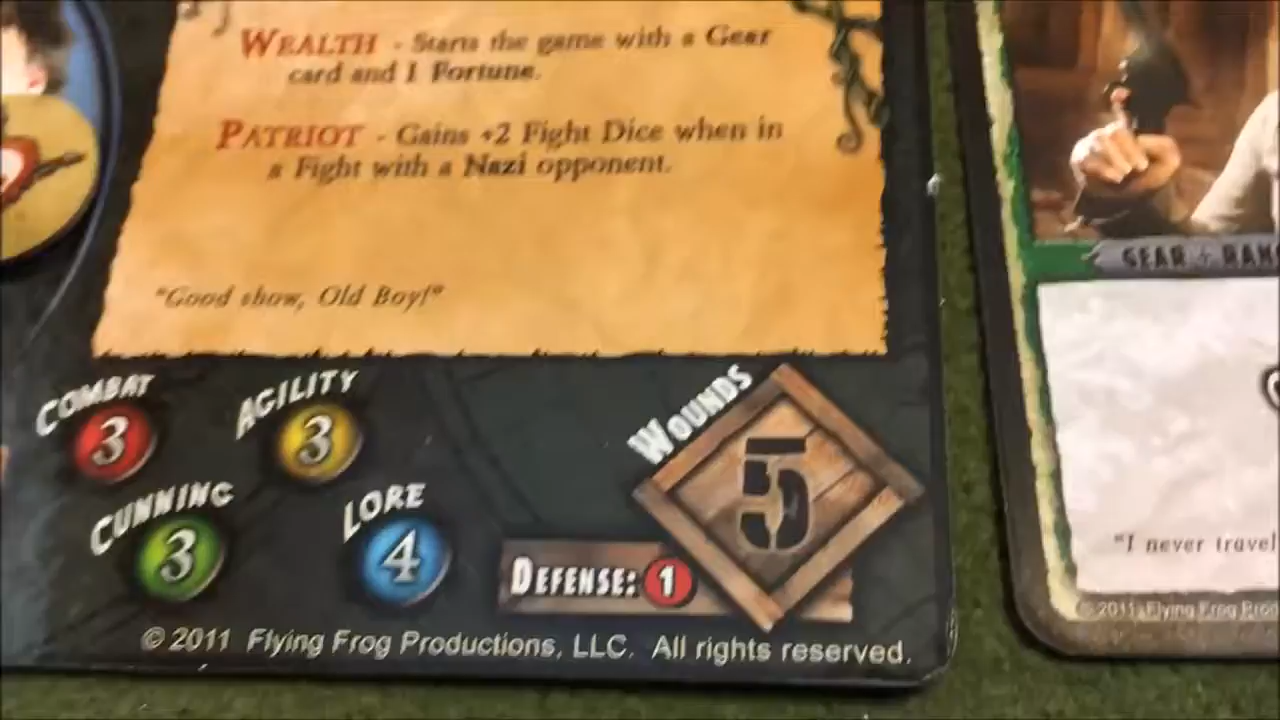 WEALTH - Starts the game with a Gear
card and 1 Fortune.
PATRIOT - Gains +2 Fight Dice when in
a Fight with a Nazi opponent.
"Good show, Old Boy!"
COMBAT
3
AGILITY
3
CUNNING
3
LORE
4
WOUNDS
5
DEFENSE: 1
© 2011 Flying Frog Productions, LLC. All rights reserved.
GEAR
"I never travel
© 2011 Flying Frog